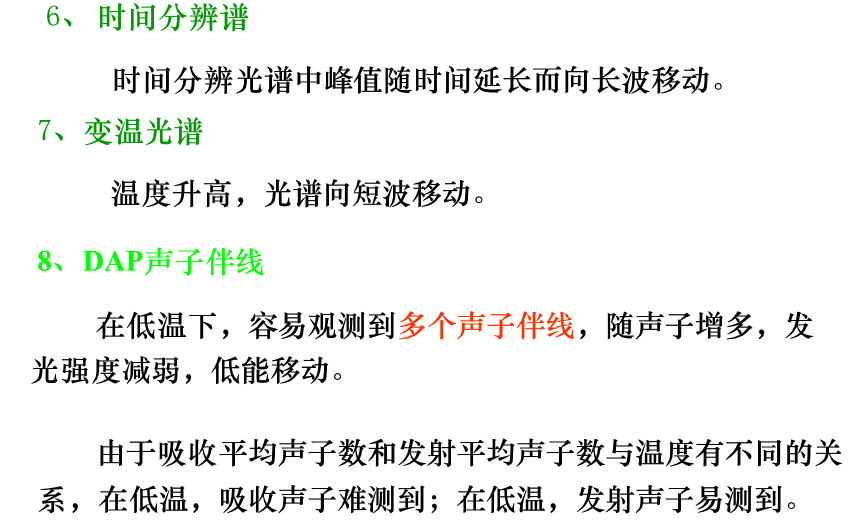 6、时间分辨谱
时间分辨光谱中峰值随时间延长而向长波移动。
7、变温光谱
温度升高，光谱向短波移动。
8、DAP声子伴线
在低温下，容易观测到多个声子伴线，随声子增多，发
光强度减弱，低能移动。
由于吸收平均声子数和发射平均声子数与温度有不同的关
系，在低温，吸收声子难测到；在低温，发射声子易测到。